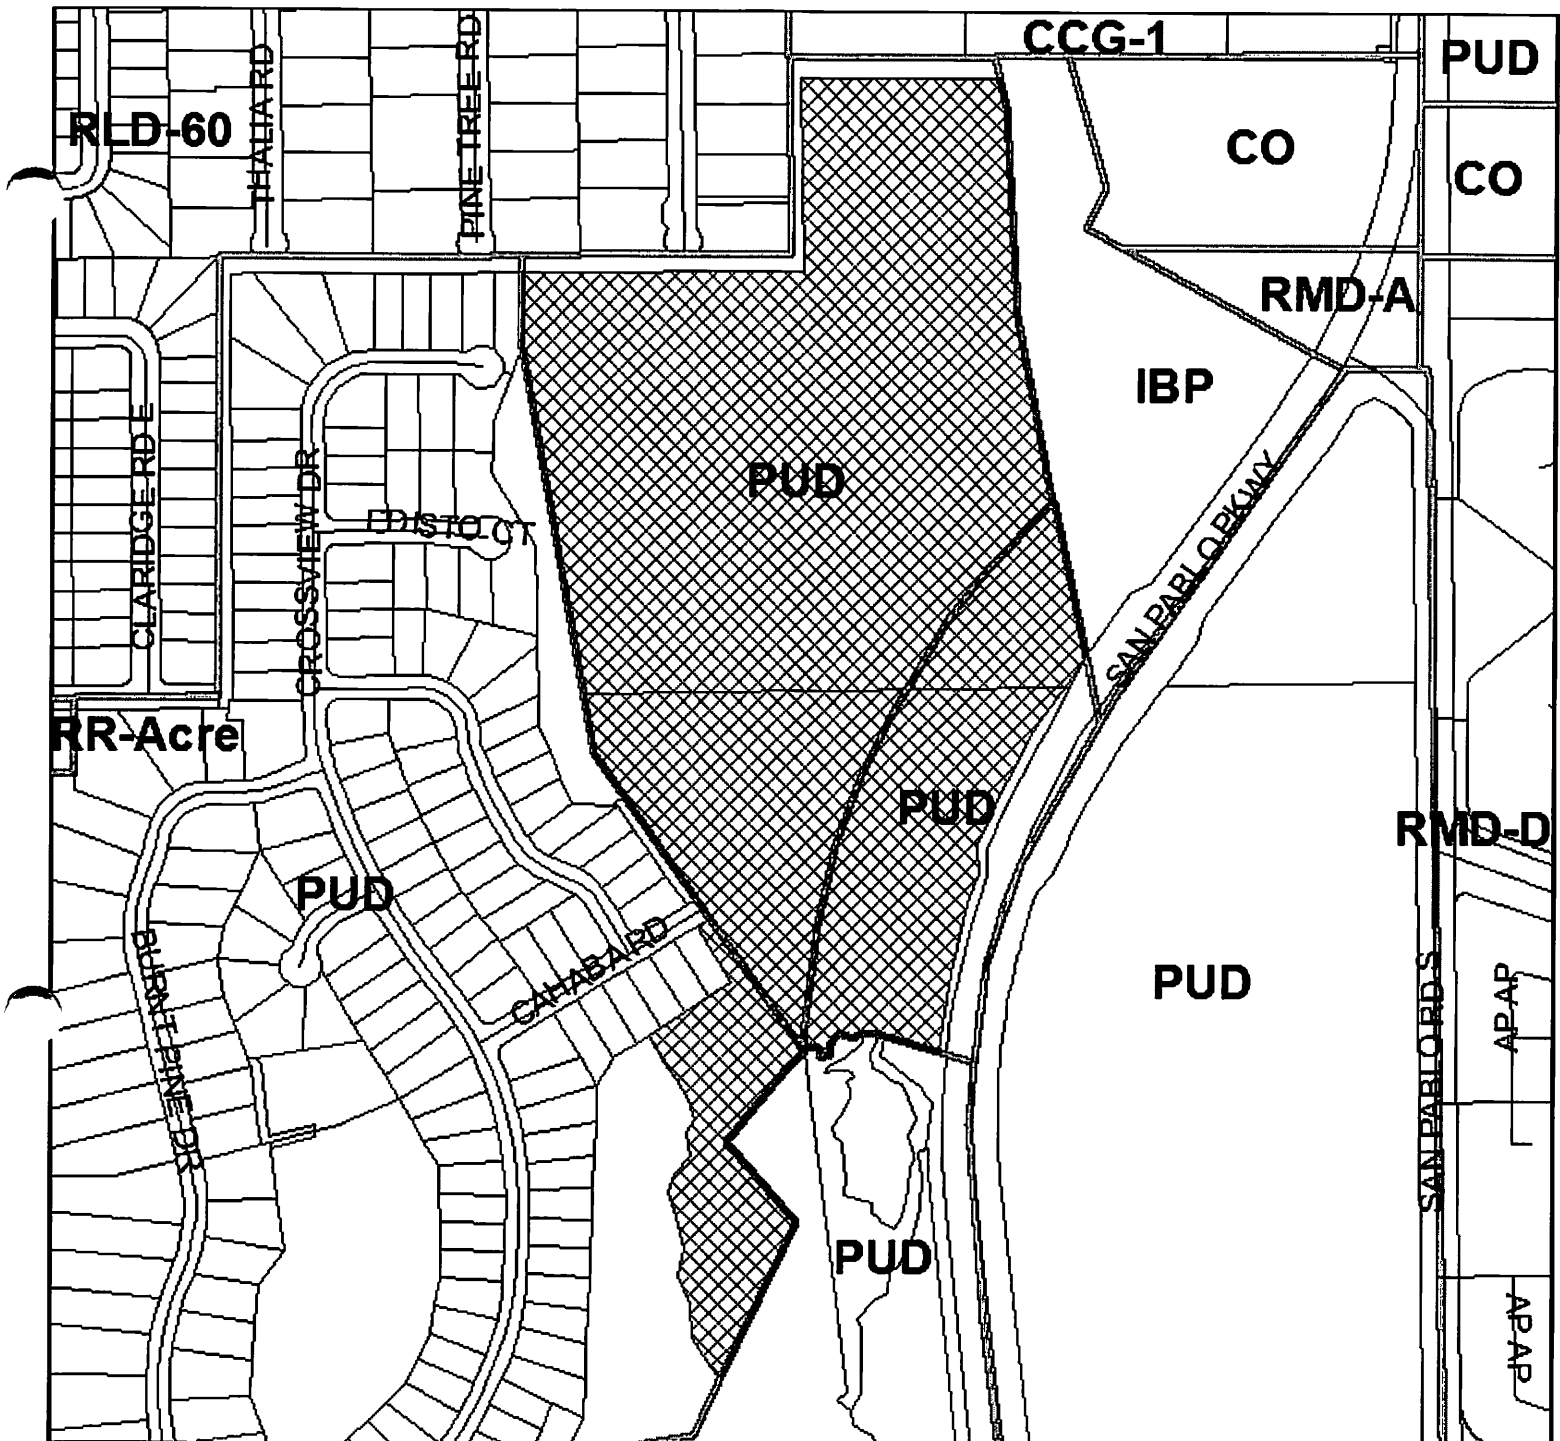 CCG-1
PUD
RLD-60
THALIA RD
PINE TREE RD
CO
CO
RMD-A
IBP
PUD
CLARIDGE RD E
CROSSVIEW DR
EDISTO CT
SAN PABLO PKWY
RR-Acre
PUD
RMD-D
PUD
CAHABA RD
BURNT PINE DR
PUD
SAN PABLO RD S
AP AP
PUD
AP AP